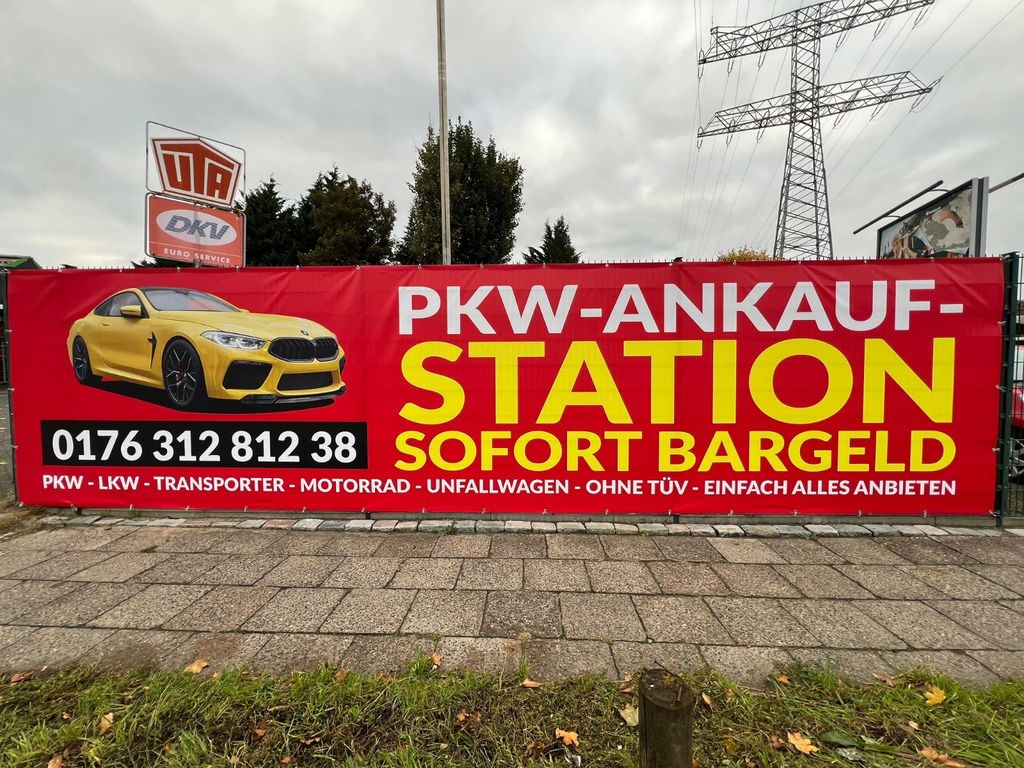 UTA
DKV
EURO SERVICE
PKW-ANKAUF-
STATION
SOFORT BARGELD
0176 312 812 38
PKW - LKW - TRANSPORTER - MOTORRAD - UNFALLWAGEN - OHNE TÜV - EINFACH ALLES ANBIETEN